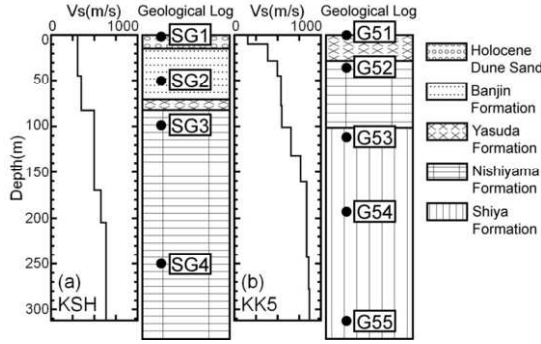 Vs(m/s) Geological Log Vs(m/s) Geological Log
0 1000 0 1000
0
50
100
150
200
250
300
Depth(m)
SG1
SG2
SG3
SG4
(a)
KSH
G51
G52
G53
G54
G55
(b)
KK5
Holocene
Dune Sand
Banjin
Formation
Yasuda
Formation
Nishiyama
Formation
Shiya
Formation